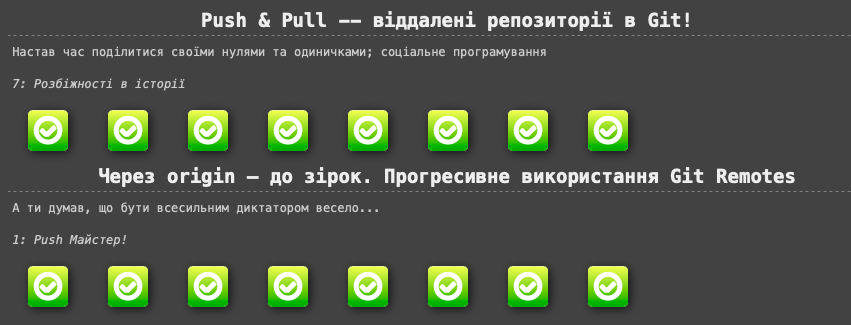 Push & Pull –– віддалені репозиторії в Git!
Настав час поділитися своїми нулями та одиничками; соціальне програмування
7: Розбіжності в історії
Через origin – до зірок. Прогресивне використання Git Remotes
А ти думав, що бути всесильним диктатором весело...
1: Push Майстер!